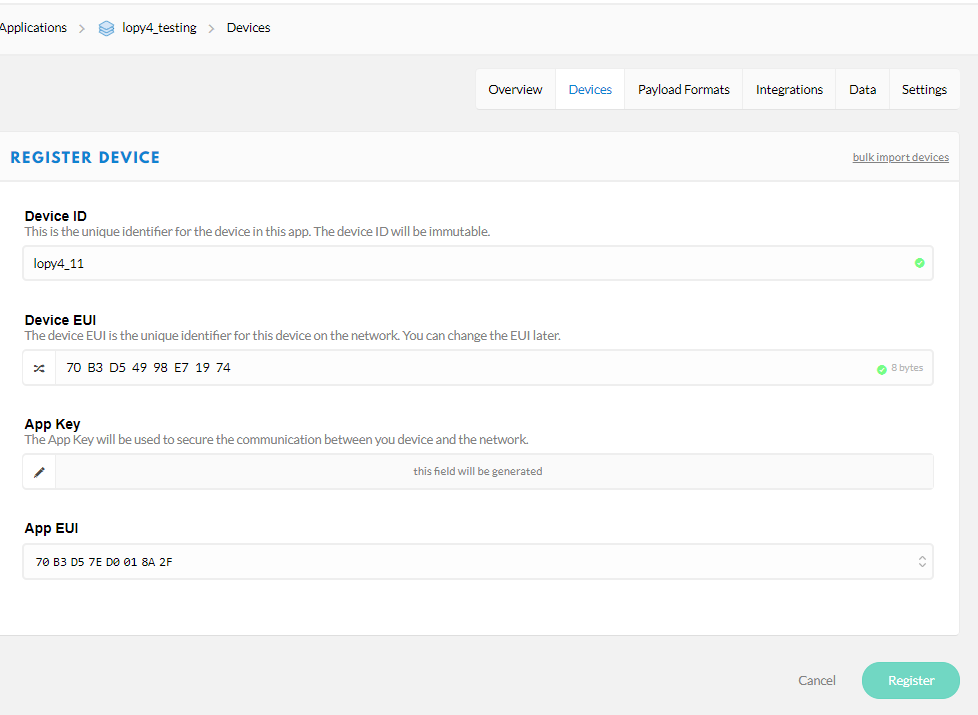 Applications > lopy4_testing > Devices
Overview Devices Payload Formats Integrations Data Settings
REGISTER DEVICE bulk import devices
Device ID
This is the unique identifier for the device in this app. The device ID will be immutable.
lopy4_11
Device EUI
The device EUI is the unique identifier for this device on the network. You can change the EUI later.
70 B3 D5 49 98 E7 19 74 8 bytes
App Key
The App Key will be used to secure the communication between you device and the network.
this field will be generated
App EUI
70 B3 D5 7E D0 01 8A 2F
Cancel Register